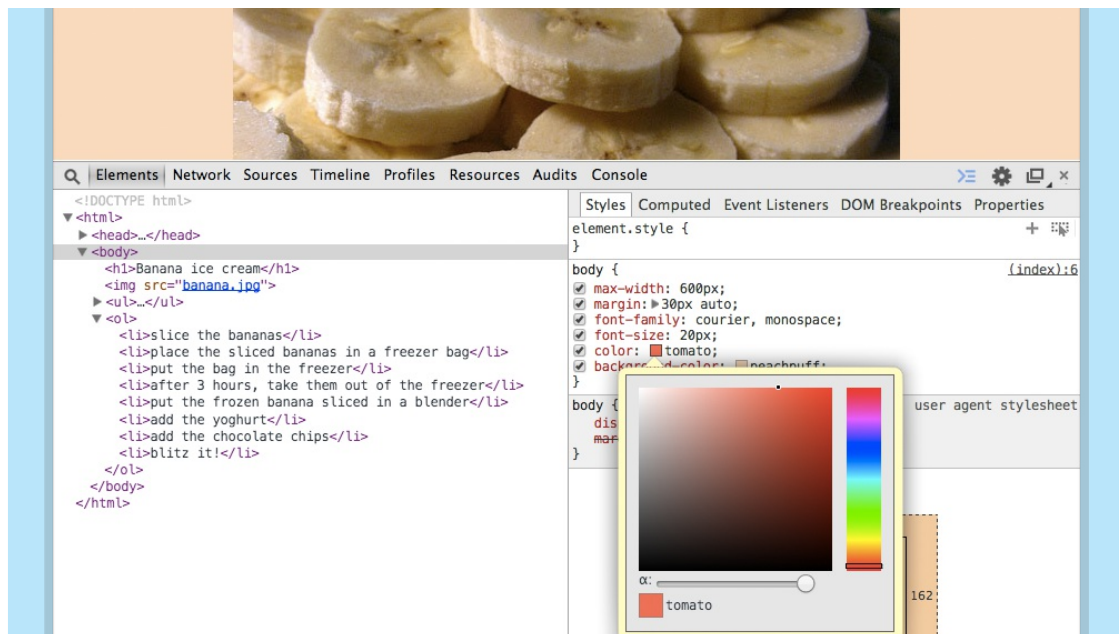 Elements Network Sources Timeline Profiles Resources Audits Console
<!DOCTYPE html>
▼<html>
▶<head>…</head>
▼<body>
<h1>Banana ice cream</h1>
<img src="banana.jpg">
▶<ul>…</ul>
▼<ol>
<li>slice the bananas</li>
<li>place the sliced bananas in a freezer bag</li>
<li>put the bag in the freezer</li>
<li>after 3 hours, take them out of the freezer</li>
<li>put the frozen banana sliced in a blender</li>
<li>add the yoghurt</li>
<li>add the chocolate chips</li>
<li>blitz it!</li>
</ol>
</body>
</html>
Styles Computed Event Listeners DOM Breakpoints Properties
element.style {
}
body { (index):6
max-width: 600px;
margin:▶30px auto;
font-family: courier, monospace;
font-size: 20px;
color: tomato;
background-color: peachpuff;
}
body { user agent stylesheet
dis
mar
}
α:
tomato
162